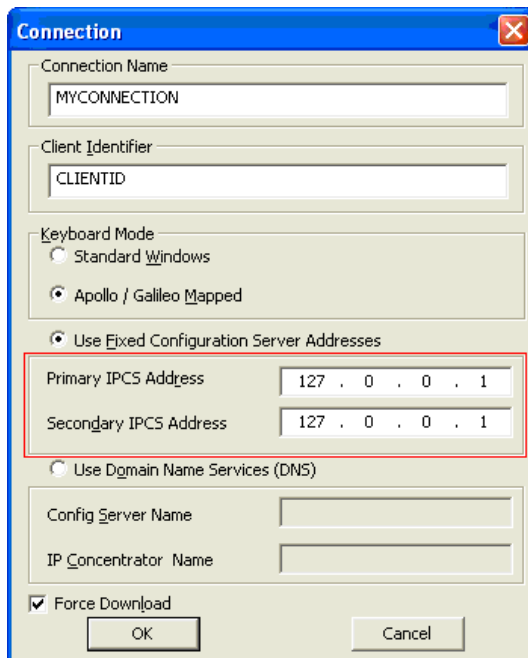 Connection
Connection Name
MYCONNECTION
Client Identifier
CLIENTID
Keyboard Mode
Standard Windows
Apollo / Galileo Mapped
Use Fixed Configuration Server Addresses
Primary IPCS Address 127 . 0 . 0 . 1
Secondary IPCS Address 127 . 0 . 0 . 1
Use Domain Name Services (DNS)
Config Server Name
IP Concentrator Name
Force Download
OK Cancel